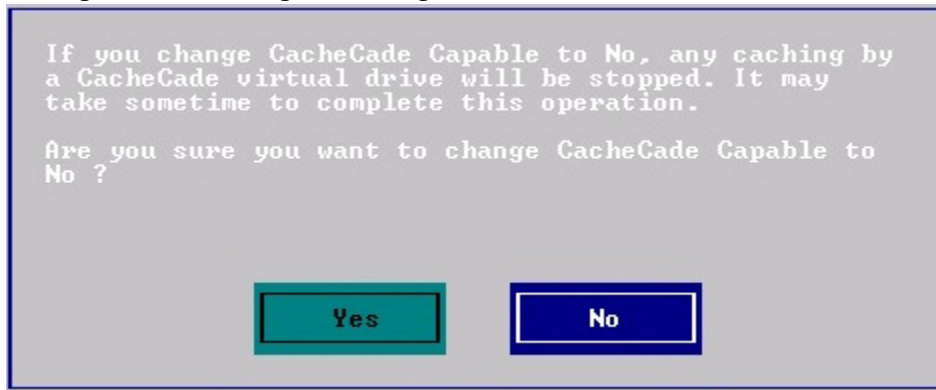 If you change CacheCade Capable to No, any caching by
a CacheCade virtual drive will be stopped. It may
take sometime to complete this operation.
Are you sure you want to change CacheCade Capable to
No ?
Yes
No